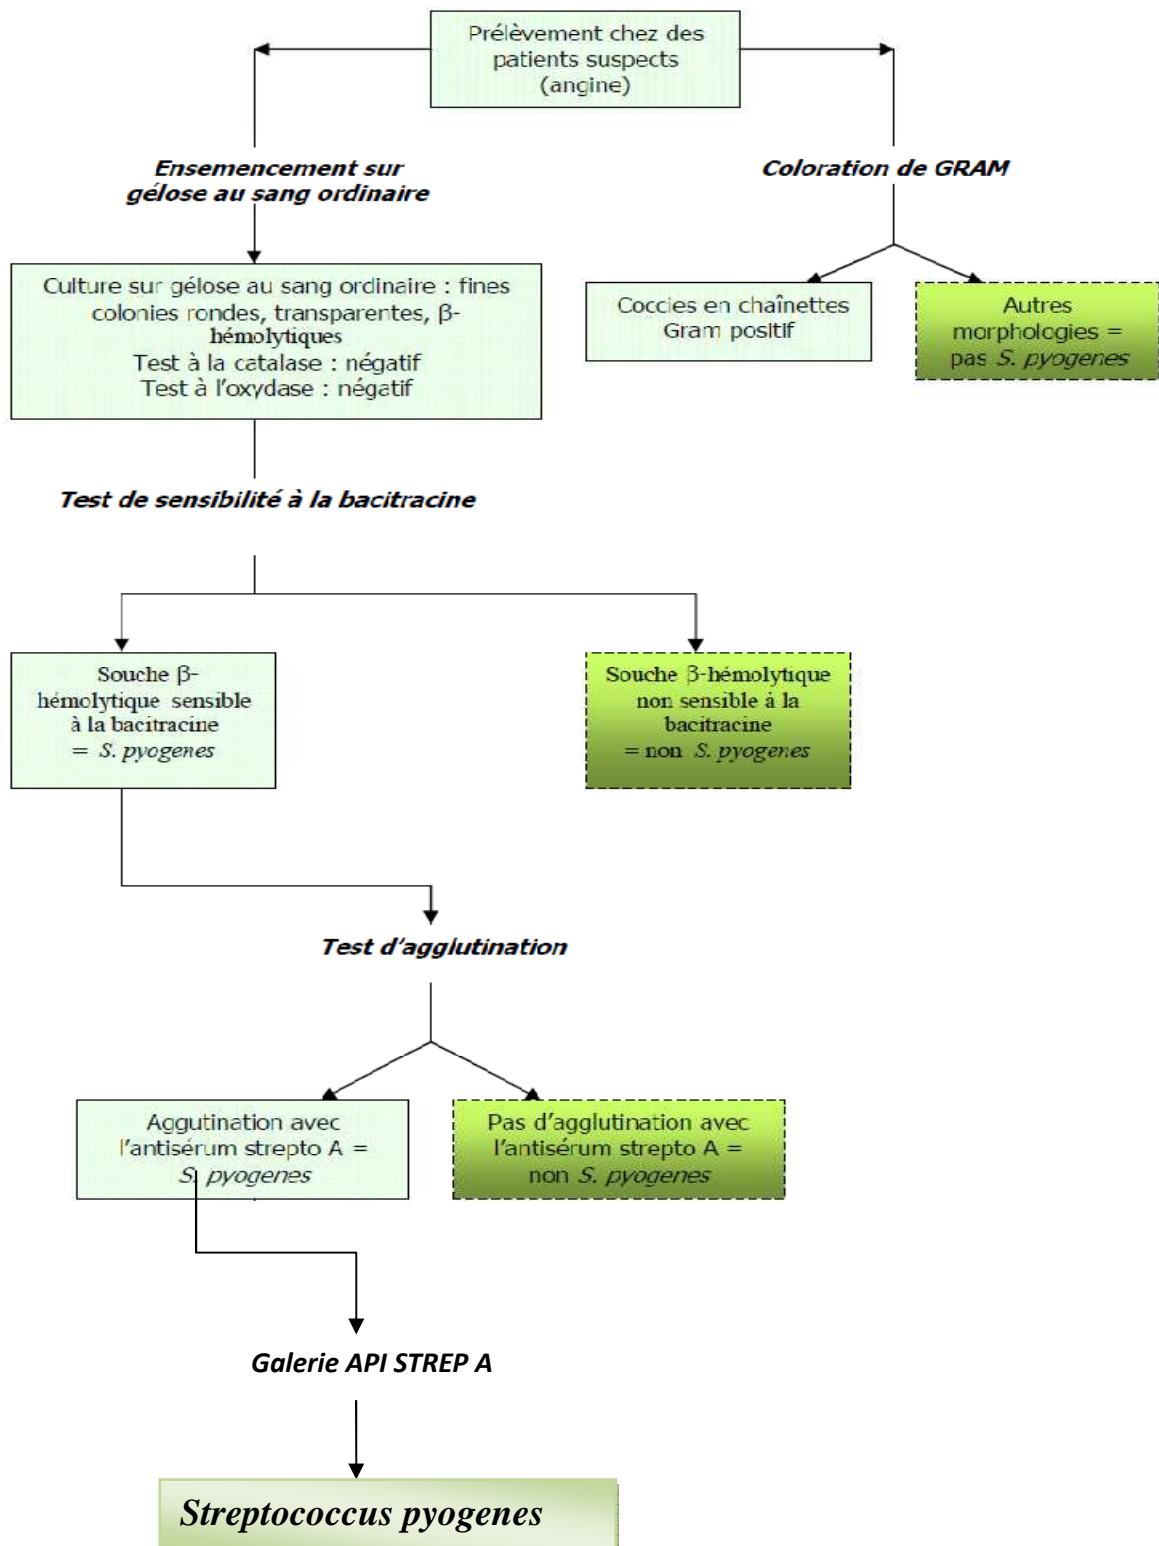 Prélèvement chez des
patients suspects
(angine)
Ensemencement sur
gélose au sang ordinaire
Coloration de GRAM
Culture sur gélose au sang ordinaire : fines
colonies rondes, transparentes, β-
hémolytiques
Test à la catalase : négatif
Test à l'oxydase : négatif
Coccies en chaînettes
Gram positif
Autres
morphologies =
pas S. pyogenes
Test de sensibilité à la bacitracine
Souche β-
hémolytique sensible
à la bacitracine
= S. pyogenes
Souche β-hémolytique
non sensible à la
bacitracine
= non S. pyogenes
Test d'agglutination
Aggutination avec
l'antisérum strepto A =
S. pyogenes
Pas d'agglutination avec
l'antisérum strepto A =
non S. pyogenes
Galerie API STREP A
Streptococcus pyogenes